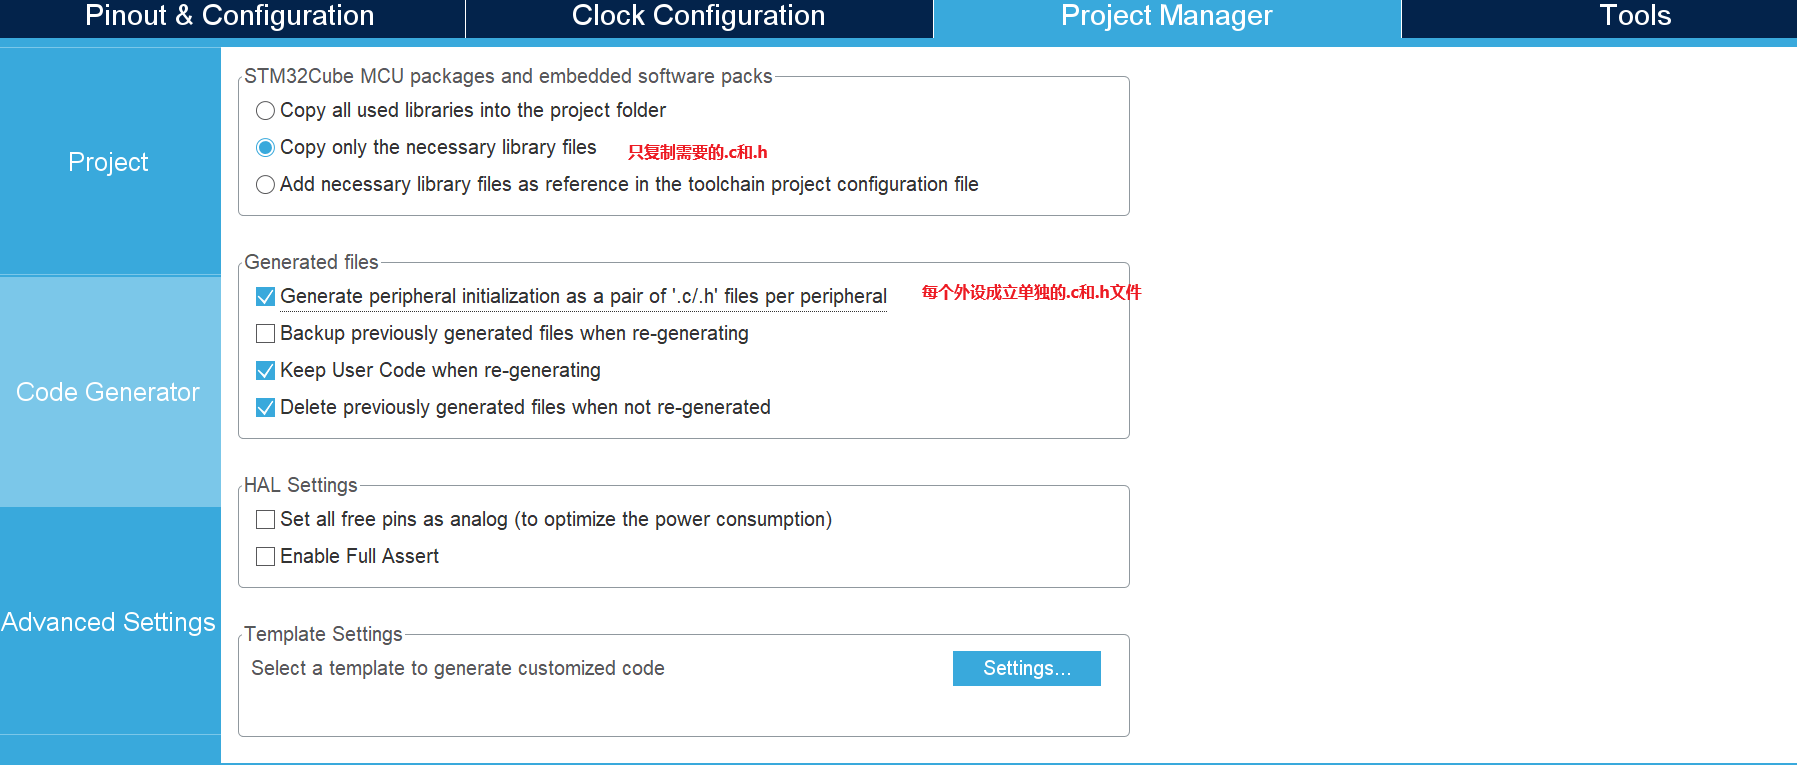 Pinout & Configuration
Clock Configuration
Project Manager
Tools
Project
Code Generator
Advanced Settings
STM32Cube MCU packages and embedded software packs
Copy all used libraries into the project folder
Copy only the necessary library files
只复制需要的.c和.h
Add necessary library files as reference in the toolchain project configuration file
Generated files
Generate peripheral initialization as a pair of '.c/.h' files per peripheral
每个外设成立单独的.c和.h文件
Backup previously generated files when re-generating
Keep User Code when re-generating
Delete previously generated files when not re-generated
HAL Settings
Set all free pins as analog (to optimize the power consumption)
Enable Full Assert
Template Settings
Select a template to generate customized code
Settings...